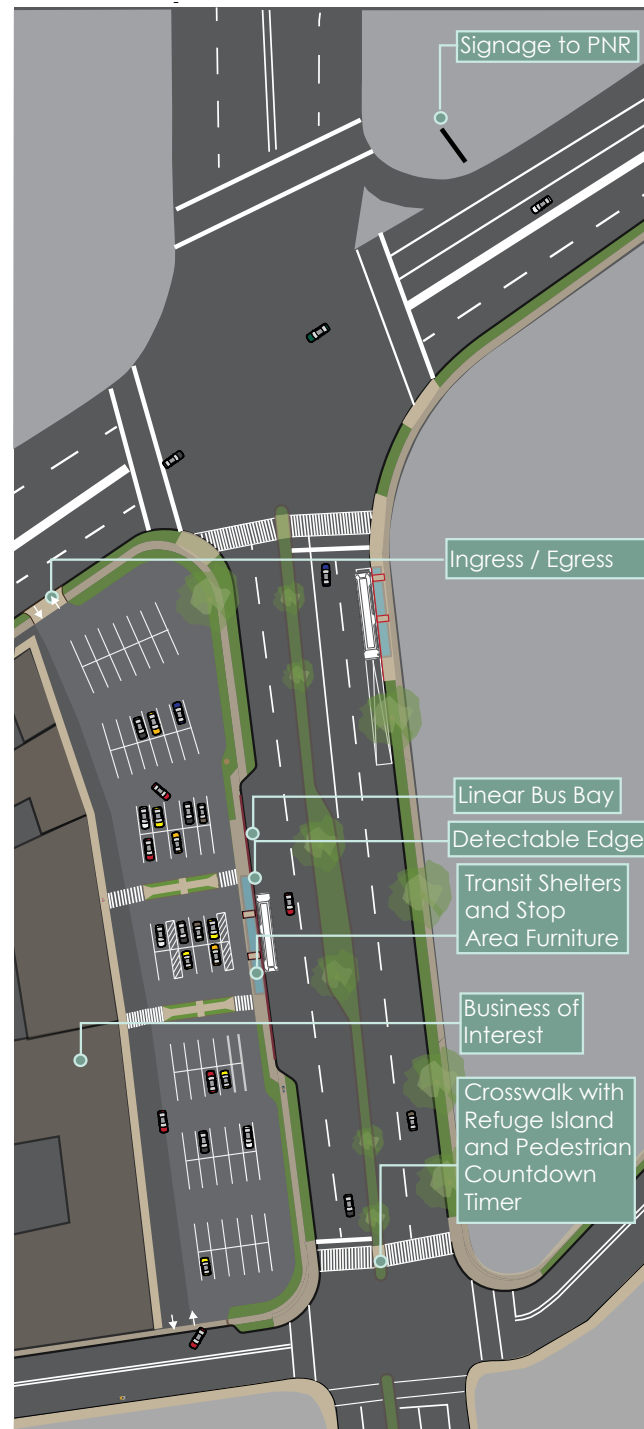 Signage to PNR
Ingress / Egress
Linear Bus Bay
Detectable Edge
Transit Shelters
and Stop
Area Furniture
Business of
Interest
Crosswalk with
Refuge Island
and Pedestrian
Countdown
Timer